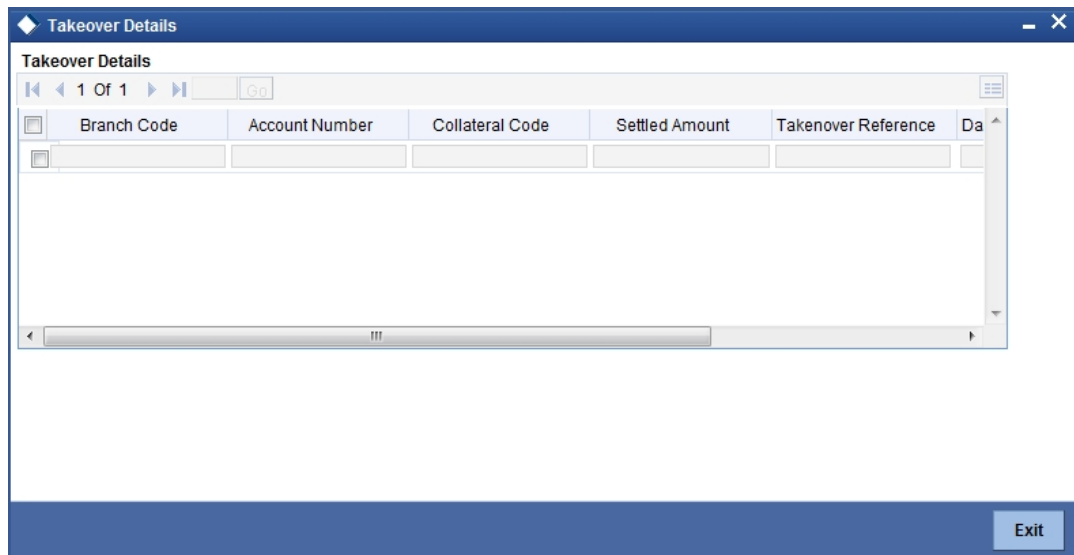 Takeover Details
Takeover Details
1 Of 1 Go
Branch Code Account Number Collateral Code Settled Amount Takenover Reference Da
Exit